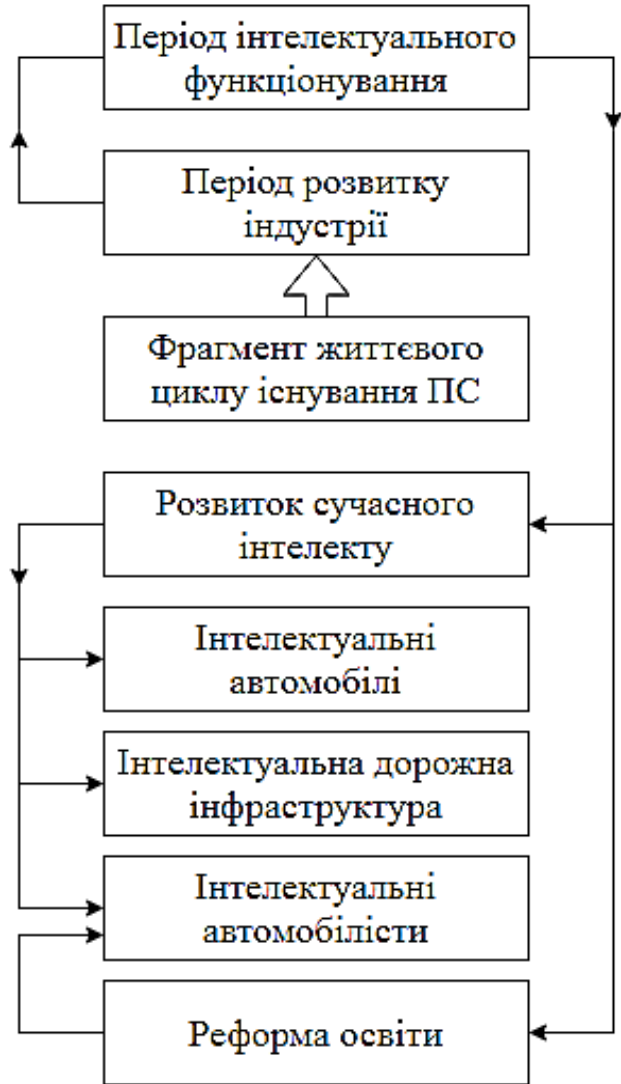 Період інтелектуального
функціонування
Період розвитку
індустрії
Фрагмент життєвого
циклу існування ПС
Розвиток сучасного
інтелекту
Інтелектуальні
автомобілі
Інтелектуальна дорожна
інфраструктура
Інтелектуальні
автомобілісти
Реформа освіти